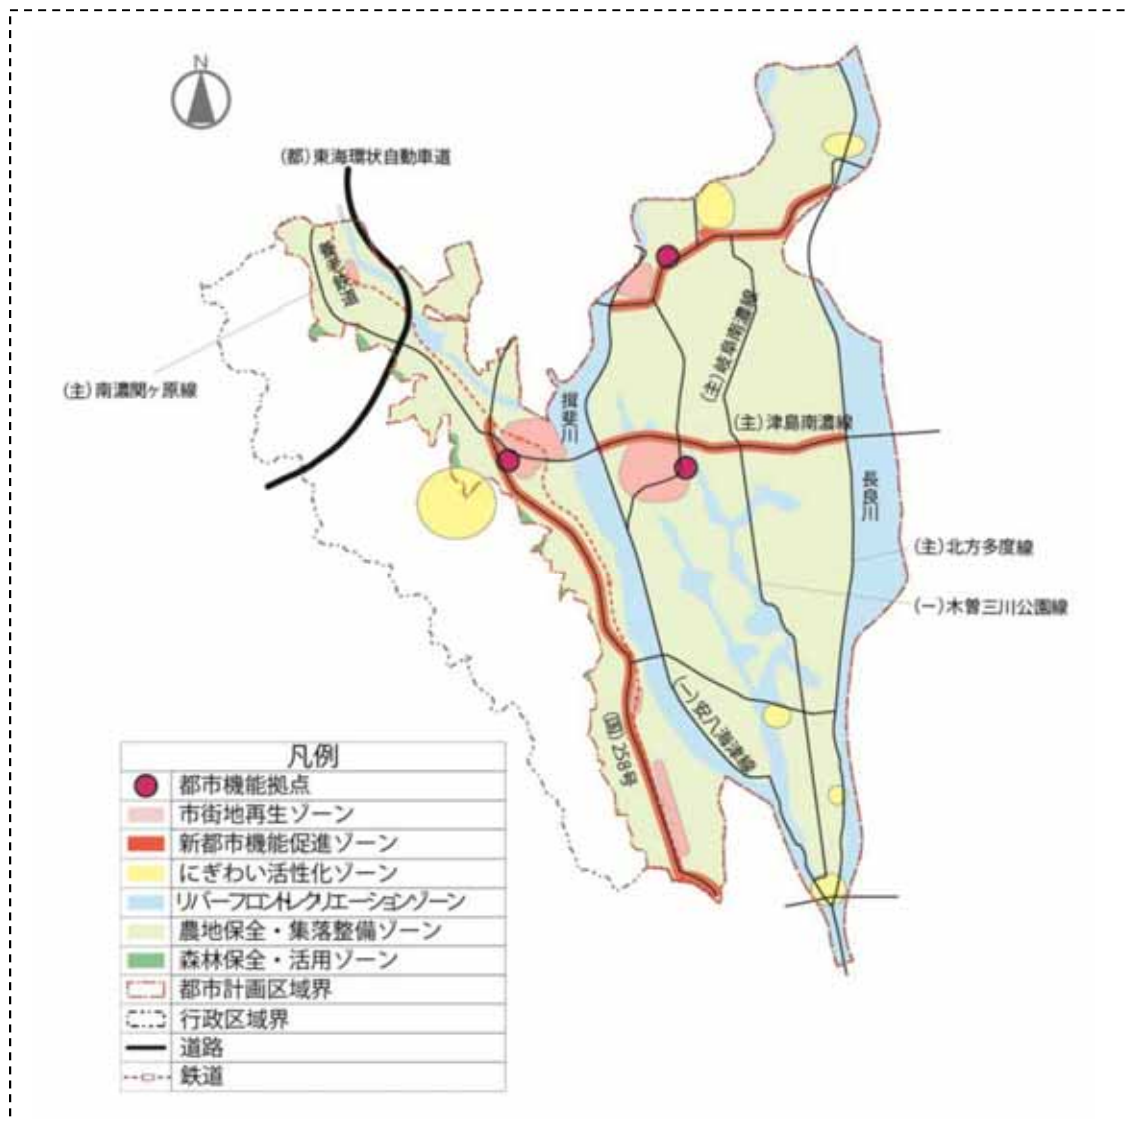 N
(都)東海環状自動車道
養老鉄道
(主)南濃関ヶ原線
揖斐川
(主)岐阜南濃線
(主)津島南濃線
長良川
(主)北方多度線
(一)木曽三川公園線
(一)安八海津線
(国)258号
凡例
都市機能拠点
市街地再生ゾーン
新都市機能促進ゾーン
にぎわい活性化ゾーン
リバーフロントレクリエーションゾーン
農地保全・集落整備ゾーン
森林保全・活用ゾーン
都市計画区域界
行政区域界
道路
鉄道